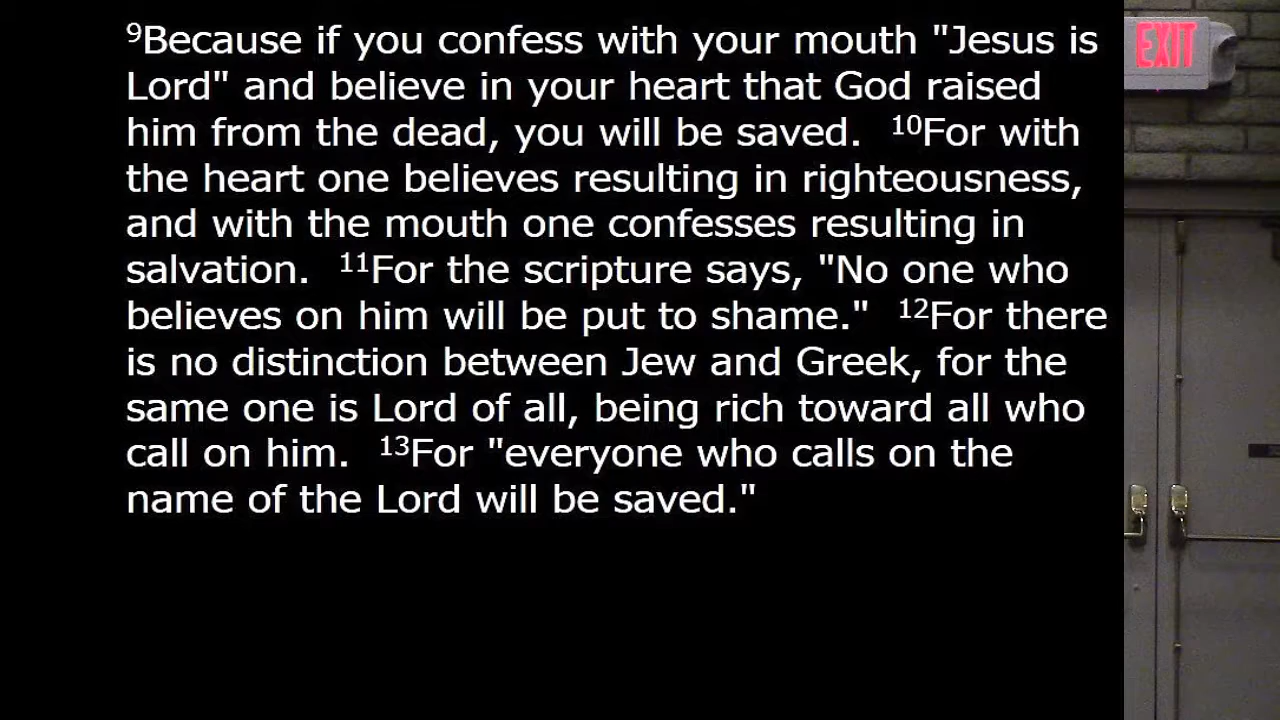 ⁹Because if you confess with your mouth "Jesus is
Lord" and believe in your heart that God raised
him from the dead, you will be saved. ¹⁰For with
the heart one believes resulting in righteousness,
and with the mouth one confesses resulting in
salvation. ¹¹For the scripture says, "No one who
believes on him will be put to shame." ¹²For there
is no distinction between Jew and Greek, for the
same one is Lord of all, being rich toward all who
call on him. ¹³For "everyone who calls on the
name of the Lord will be saved."
EXIT